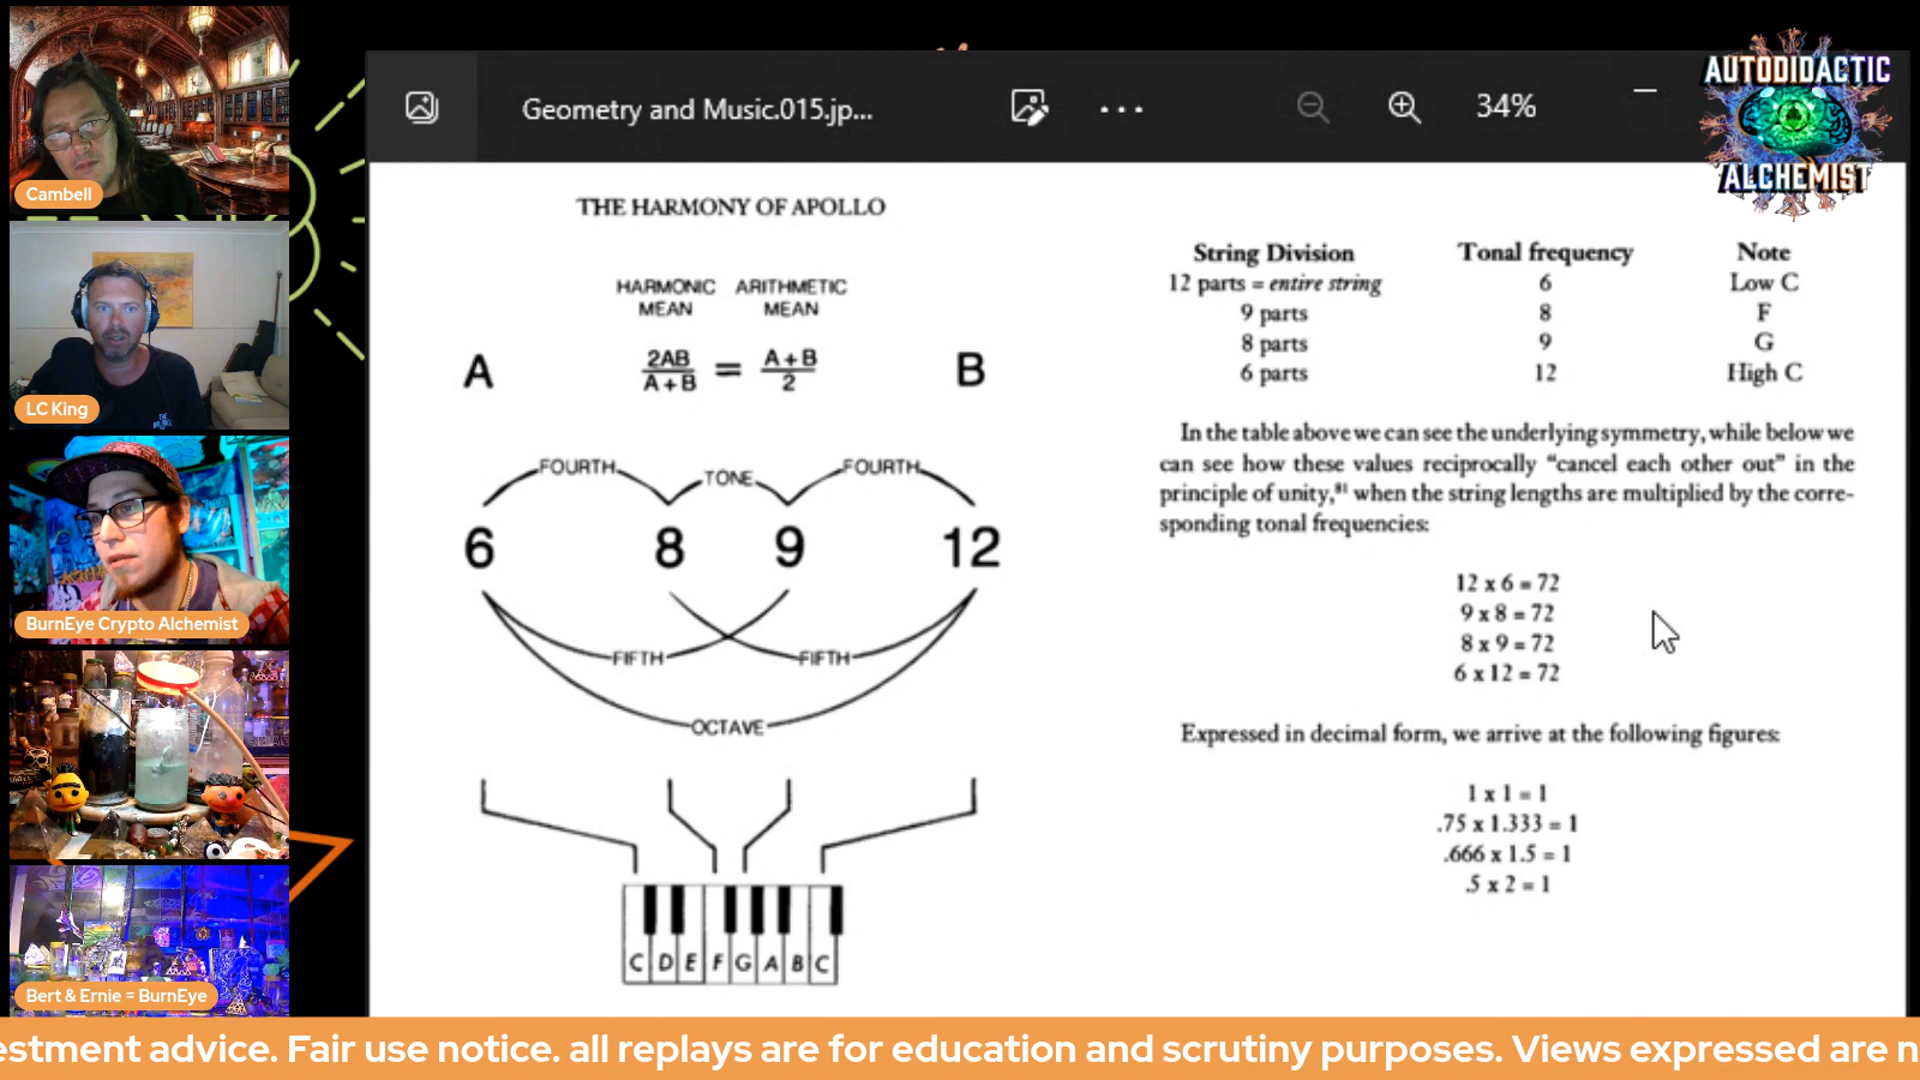 Cambell
LC King
BurnEye Crypto Alchemist
Bert & Ernie = BurnEye
Geometry and Music.015.jp...
34%
AUTODIDACTIC
ALCHEMIST
THE HARMONY OF APOLLO
HARMONIC ARITHMETIC
MEAN MEAN
A 2AB = A + B B
A + B 2
FOURTH TONE FOURTH
6 8 9 12
FIFTH FIFTH
OCTAVE
C D E F G A B C
String Division Tonal frequency Note
12 parts = entire string 6 Low C
9 parts 8 F
8 parts 9 G
6 parts 12 High C
In the table above we can see the underlying symmetry, while below we
can see how these values reciprocally “cancel each other out” in the
principle of unity,⁸¹ when the string lengths are multiplied by the corre-
sponding tonal frequencies:
12 x 6 = 72
9 x 8 = 72
8 x 9 = 72
6 x 12 = 72
Expressed in decimal form, we arrive at the following figures:
1 x 1 = 1
.75 x 1.333 = 1
.666 x 1.5 = 1
.5 x 2 = 1
estment advice. Fair use notice. all replays are for education and scrutiny purposes. Views expressed are n